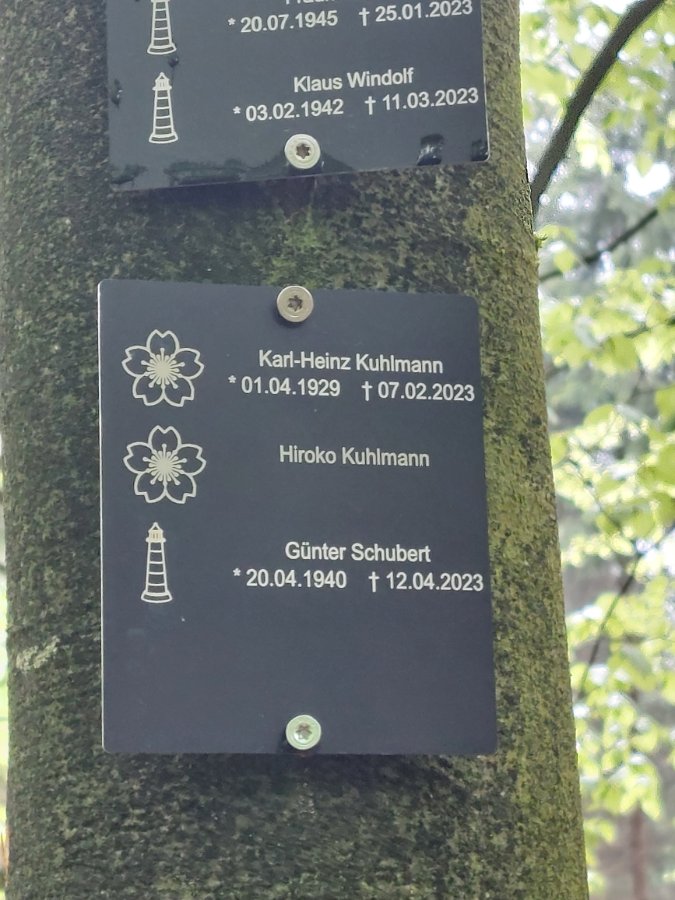 * 20.07.1945 † 25.01.2023
Klaus Windolf
* 03.02.1942 † 11.03.2023
Karl-Heinz Kuhlmann
* 01.04.1929 † 07.02.2023
Hiroko Kuhlmann
Günter Schubert
* 20.04.1940 † 12.04.2023